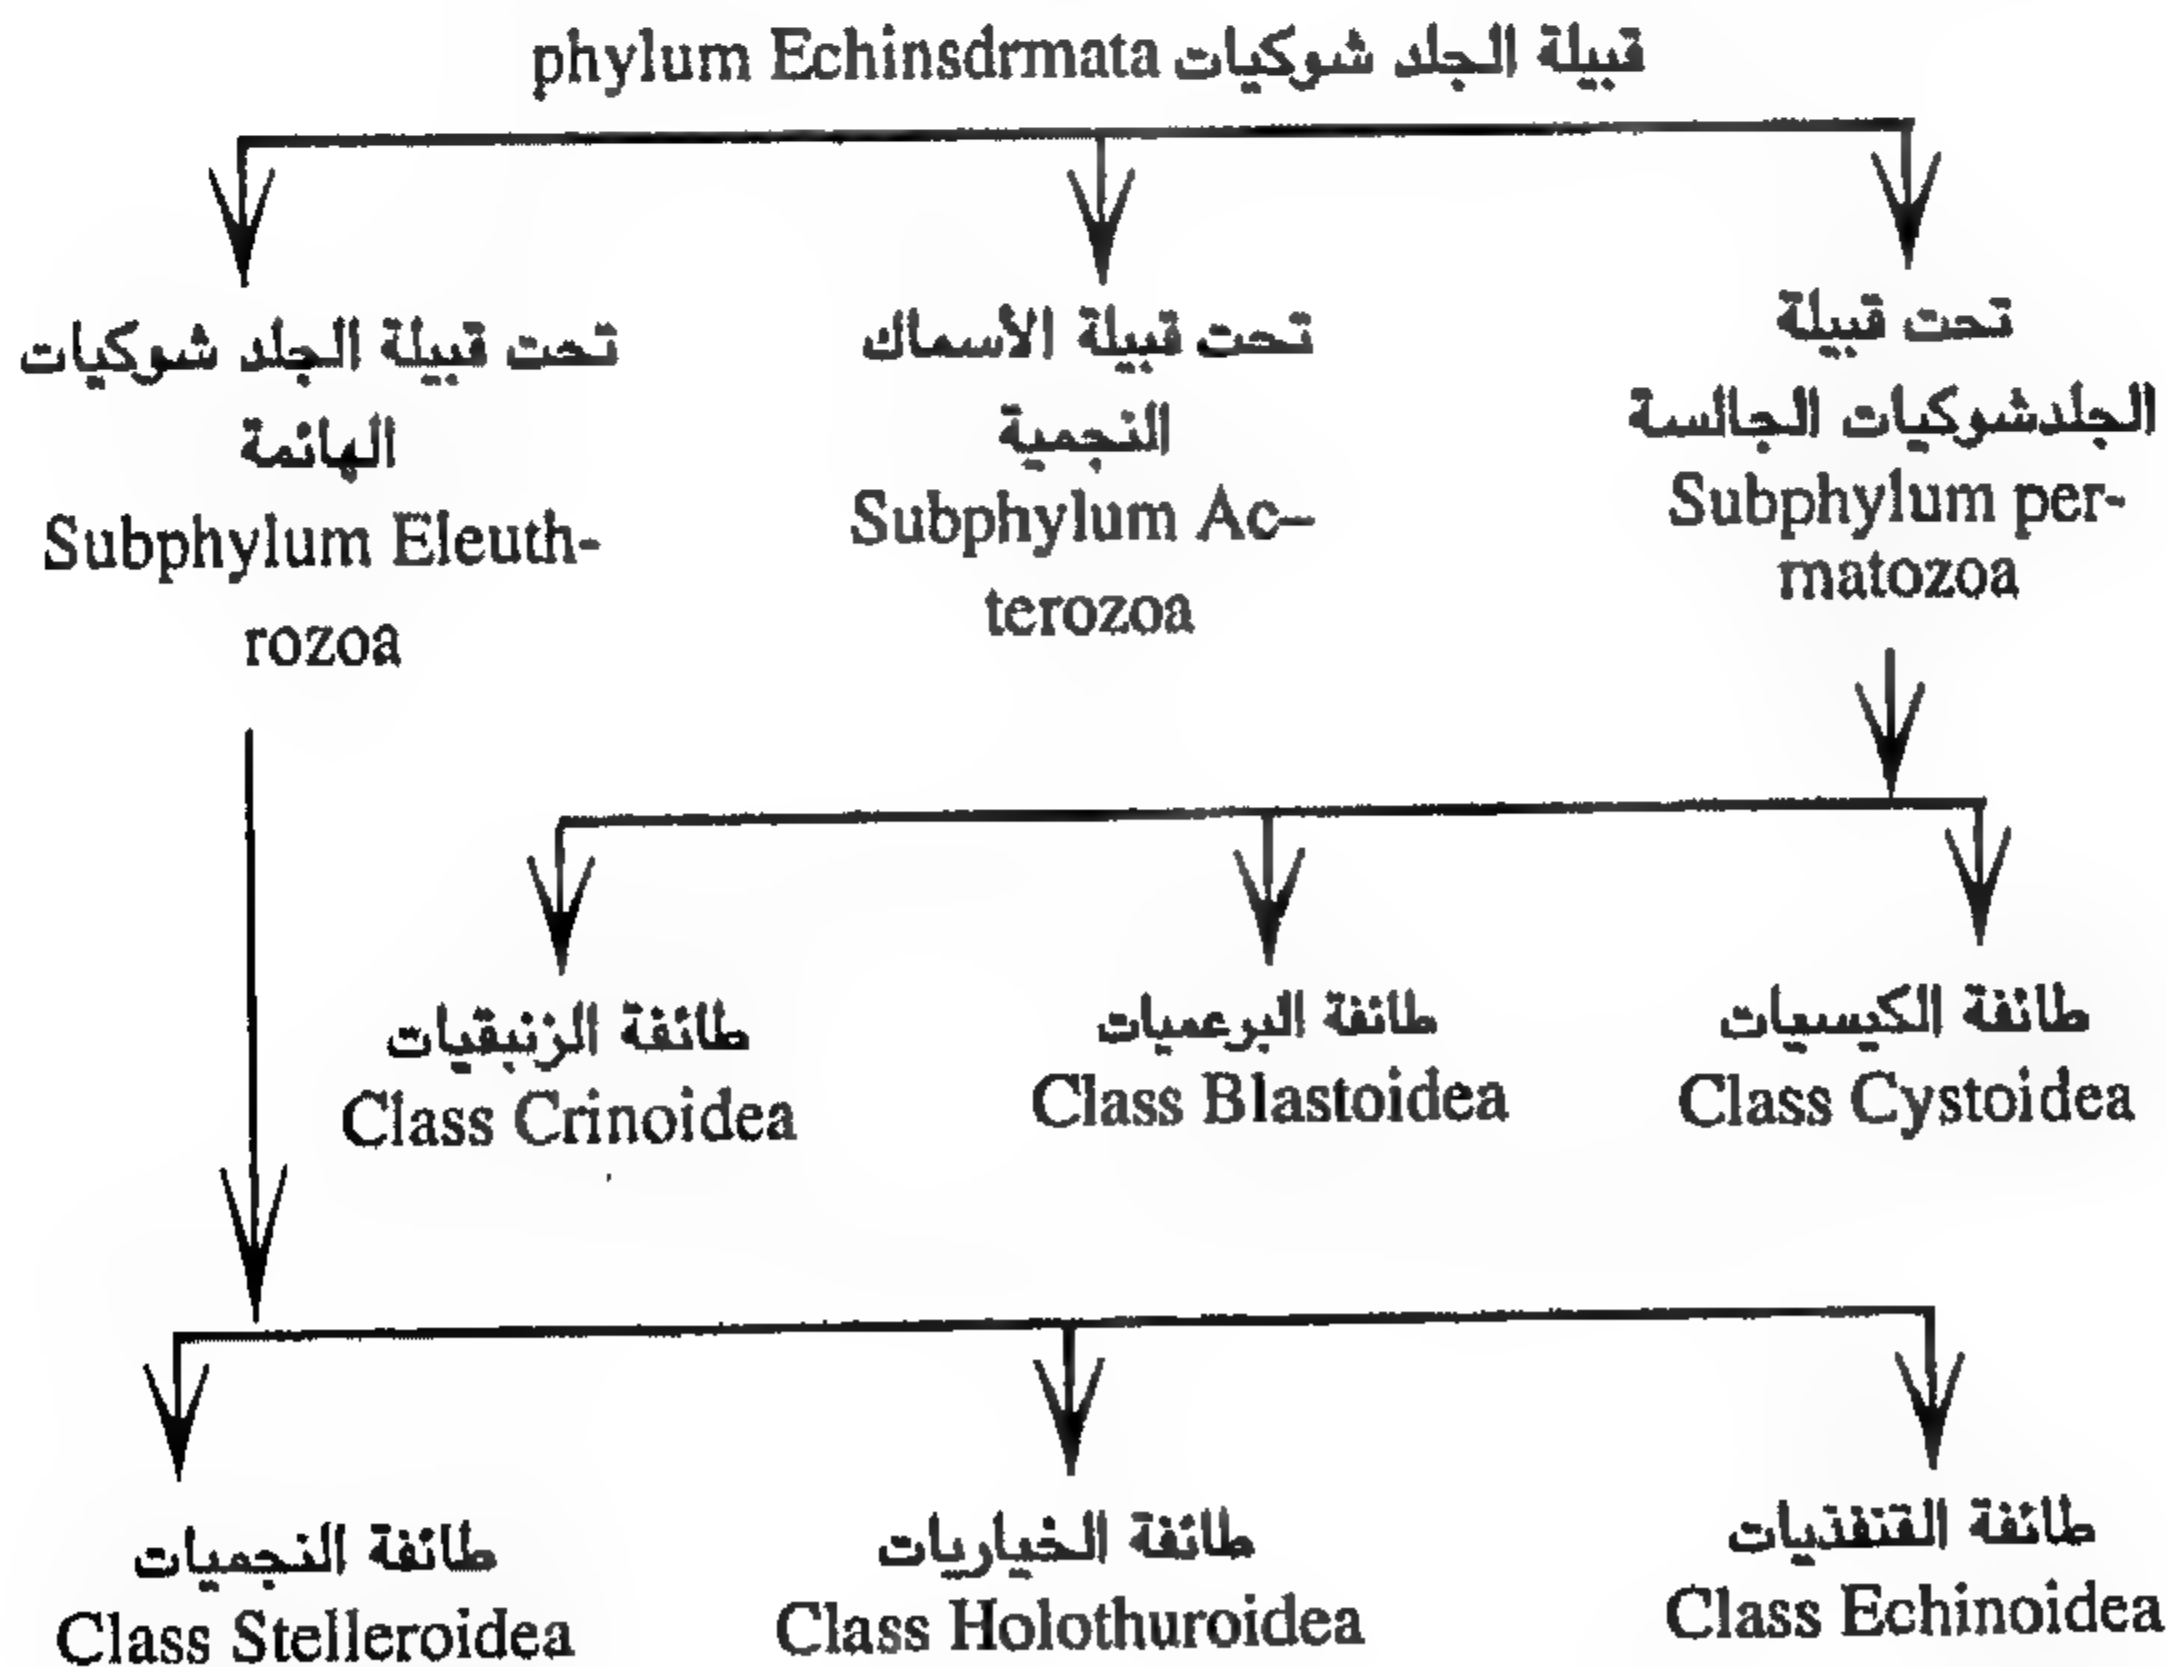 قبيلة الجلد شوكيات phylum Echinsdrmata
تحت قبيلة
الجلدشوكيات الجالسة
Subphylum per-
matozoa
تحت قبيلة الأسماك
النجمية
Subphylum Ac-
terozoa
تحت قبيلة الجلد شوكيات
الهائمة
Subphylum Eleuth-
rozoa
طائفة الكيسيات
Class Cystoidea
طائفة البرعميات
Class Blastoidea
طائفة الزنبقيات
Class Crinoidea
طائفة القنفذيات
Class Echinoidea
طائفة الخياريات
Class Holothuroidea
طائفة النجميات
Class Stelleroidea